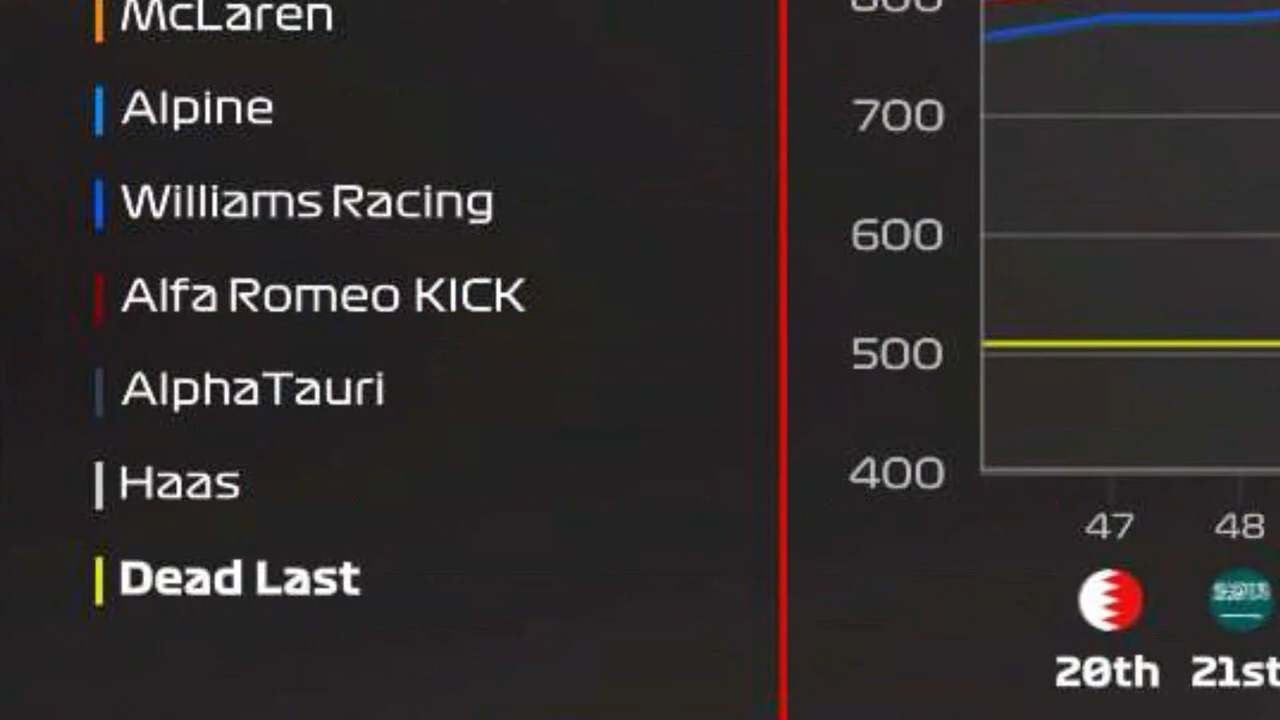 McLaren
Alpine
Williams Racing
Alfa Romeo KICK
AlphaTauri
Haas
Dead Last
800
700
600
500
400
47 48
20th 21st